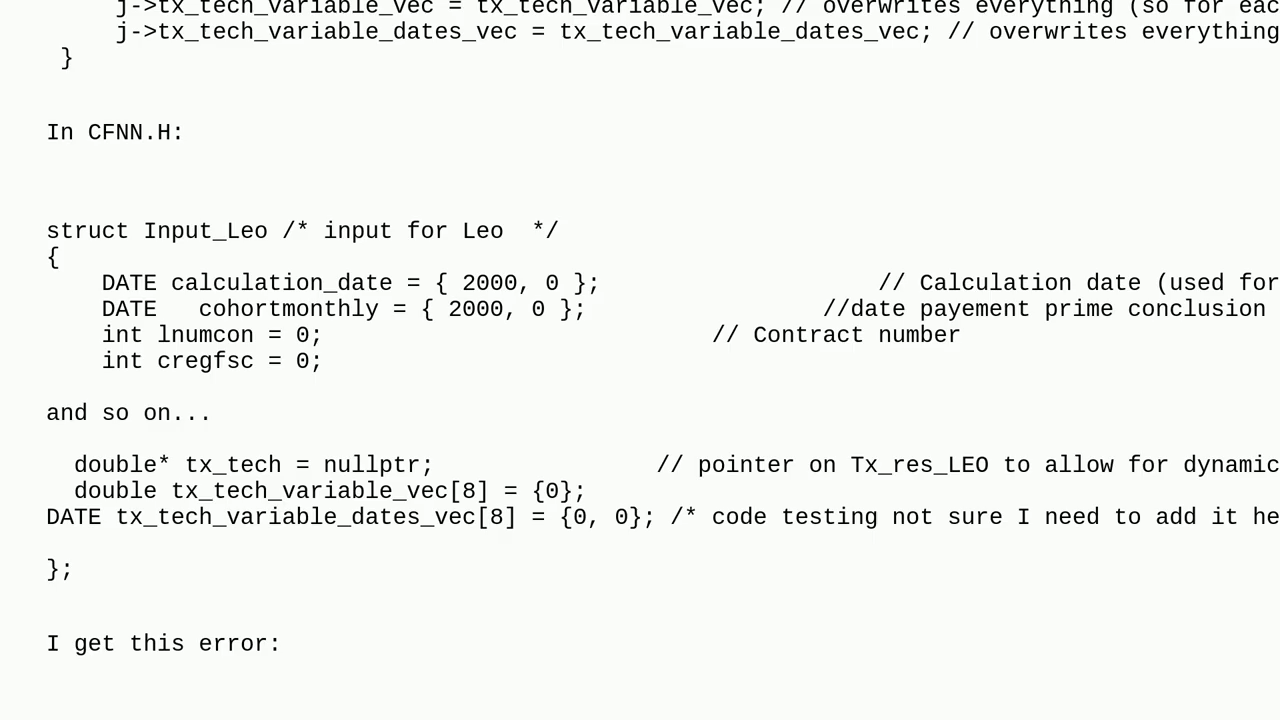 j->tx_tech_variable_vec = tx_tech_variable_vec; // overwrites everything (so for eac
j->tx_tech_variable_dates_vec = tx_tech_variable_dates_vec; // overwrites everything
}
In CFNN.H:
struct Input_Leo /* input for Leo  */
{
DATE calculation_date = { 2000, 0 };                    // Calculation date (used for
DATE   cohortmonthly = { 2000, 0 };                 //date payement prime conclusion
int lnumcon = 0;                            // Contract number
int cregfsc = 0;
and so on...
double* tx_tech = nullptr;                // pointer on Tx_res_LEO to allow for dynamic
double tx_tech_variable_vec[8] = {0};
DATE tx_tech_variable_dates_vec[8] = {0, 0}; /* code testing not sure I need to add it he
};
I get this error: